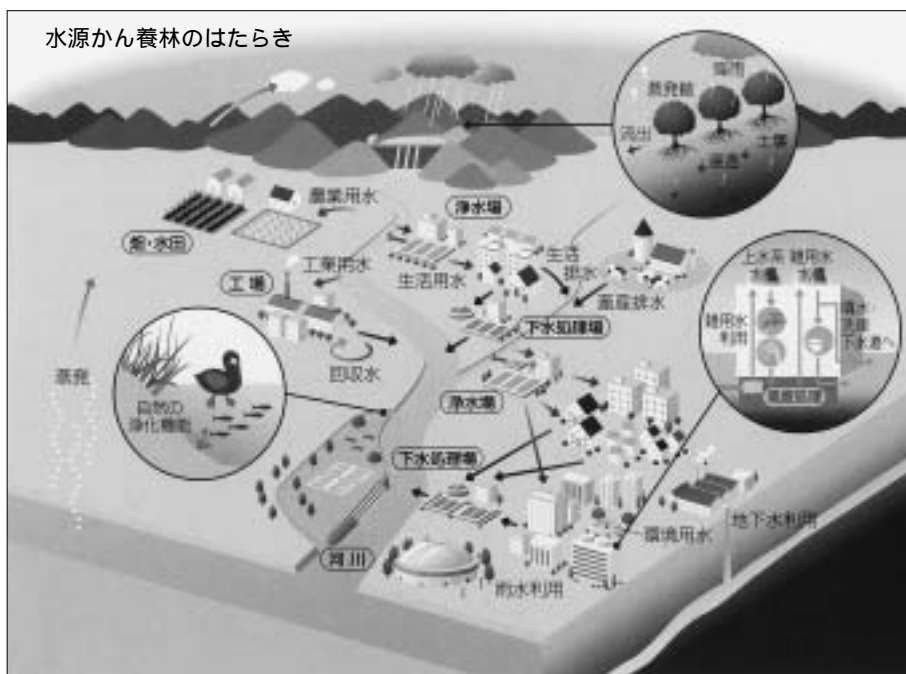 水源かん養林のはたらき
降雨
蒸発散
流出
土壌
浸透
農業用水
浄水場
畑・水田
工業用水
生活用水
生活
排水
畜産排水
工場
下水処理場
回収水
蒸発
自然の
浄化機能
浄水場
下水処理場
上水系
水槽
雑用水
水槽
雑用水
利用
下水道へ
地下水利用
環境用水
河川
雨水利用